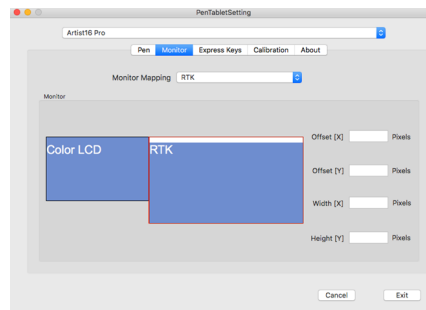 PenTabletSetting
Artist16 Pro
Pen Monitor Express Keys Calibration About
Monitor Mapping RTK
Monitor
Color LCD RTK
Offset [X] Pixels
Offset [Y] Pixels
Width [X] Pixels
Height [Y] Pixels
Cancel Exit